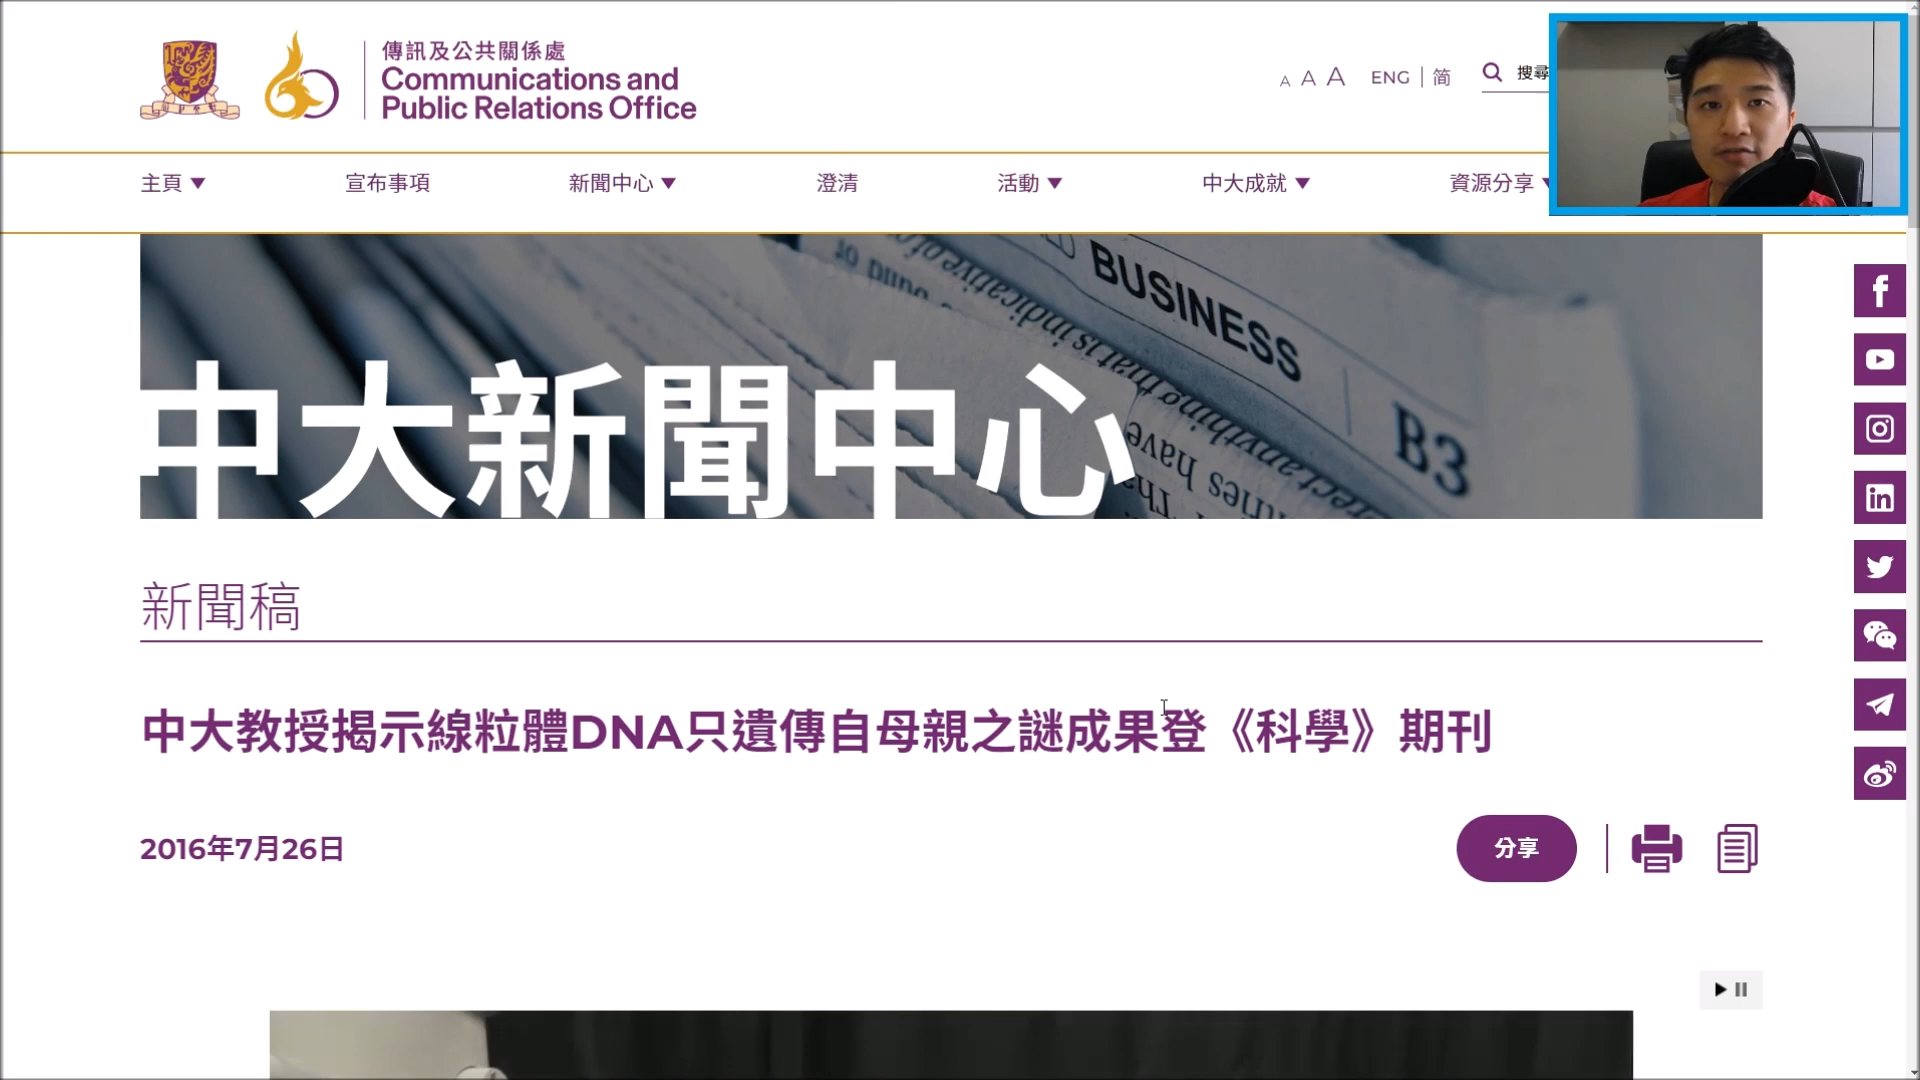 傳訊及公共關係處
Communications and
Public Relations Office
A A A
ENG | 简
搜尋
主頁
宣布事項
新聞中心
澄清
活動
中大成就
資源分享
BUSINESS
B3
中大新聞中心
新聞稿
中大教授揭示線粒體DNA只遺傳自母親之謎成果登《科學》期刊
2016年7月26日
分享